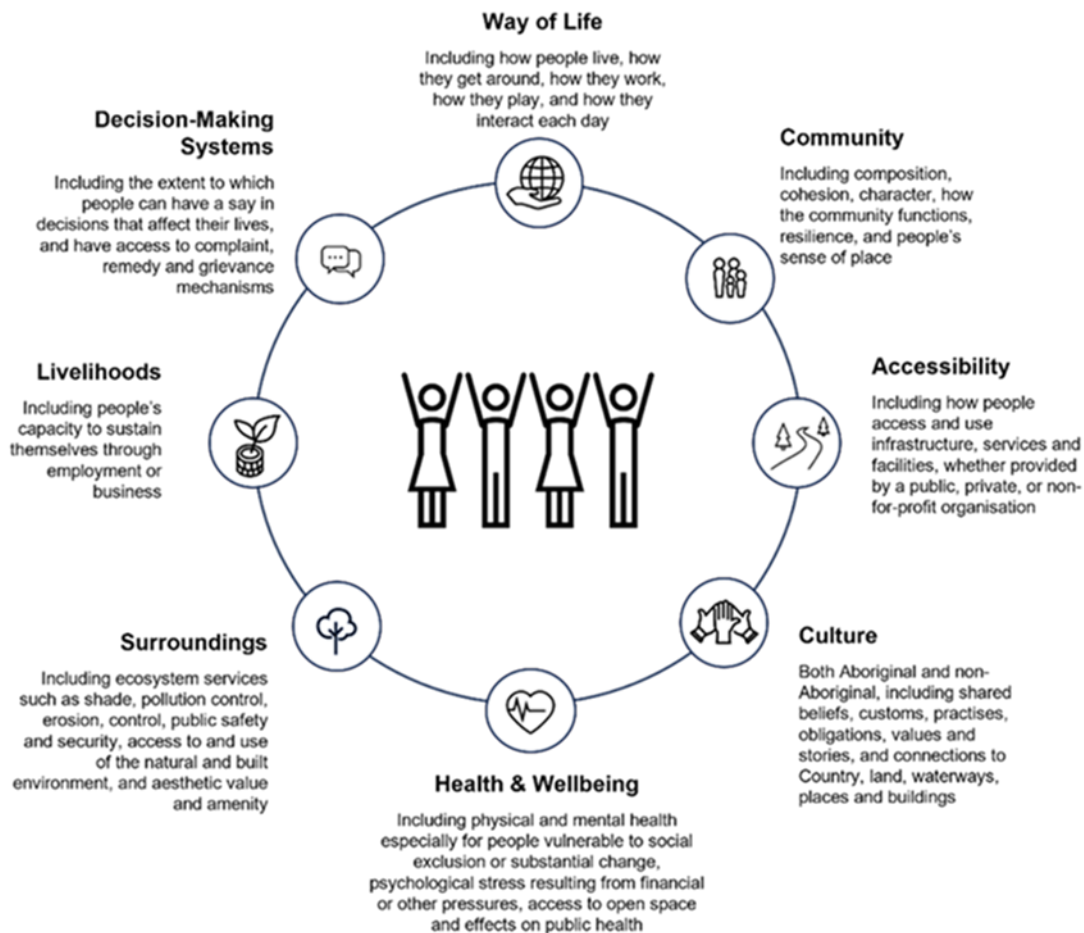 Way of Life
Including how people live, how
they get around, how they work,
how they play, and how they
interact each day
Community
Including composition,
cohesion, character, how
the community functions,
resilience, and people's
sense of place
Accessibility
Including how people
access and use
infrastructure, services and
facilities, whether provided
by a public, private, or non-
for-profit organisation
Culture
Both Aboriginal and non-
Aboriginal, including shared
beliefs, customs, practises,
obligations, values and
stories, and connections to
Country, land, waterways,
places and buildings
Health & Wellbeing
Including physical and mental health
especially for people vulnerable to social
exclusion or substantial change,
psychological stress resulting from financial
or other pressures, access to open space
and effects on public health
Surroundings
Including ecosystem services
such as shade, pollution control,
erosion, control, public safety
and security, access to and use
of the natural and built
environment, and aesthetic value
and amenity
Livelihoods
Including people's
capacity to sustain
themselves through
employment or
business
Decision-Making
Systems
Including the extent to which
people can have a say in
decisions that affect their lives,
and have access to complaint,
remedy and grievance
mechanisms